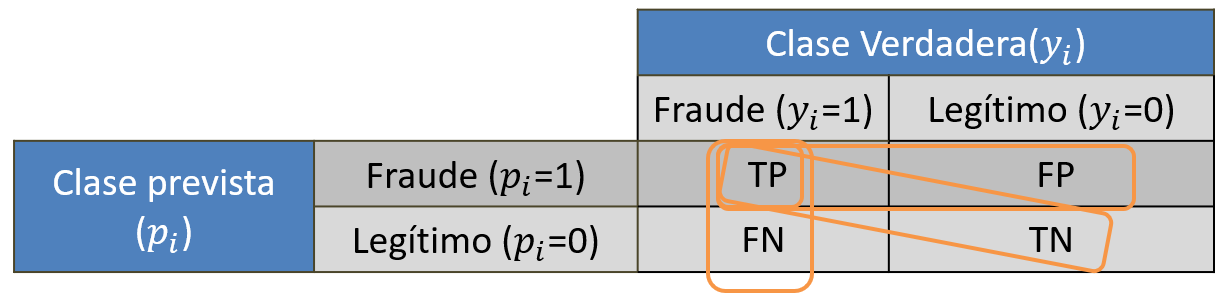 Clase Verdadera(𝑦ᵢ)
Fraude (𝑦ᵢ=1) Legítimo (𝑦ᵢ=0)
Clase prevista
(𝑝ᵢ)
Fraude (𝑝ᵢ=1) TP FP
Legítimo (𝑝ᵢ=0) FN TN